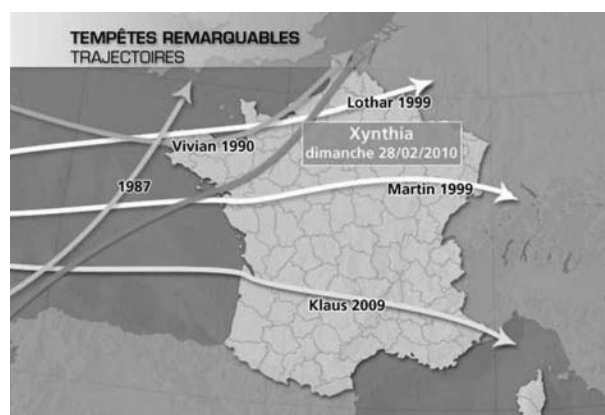 TEMPÊTES REMARQUABLES
TRAJECTOIRES
Lothar 1999
Xynthia
dimanche 28/02/2010
Vivian 1990
1987
Martin 1999
Klaus 2009